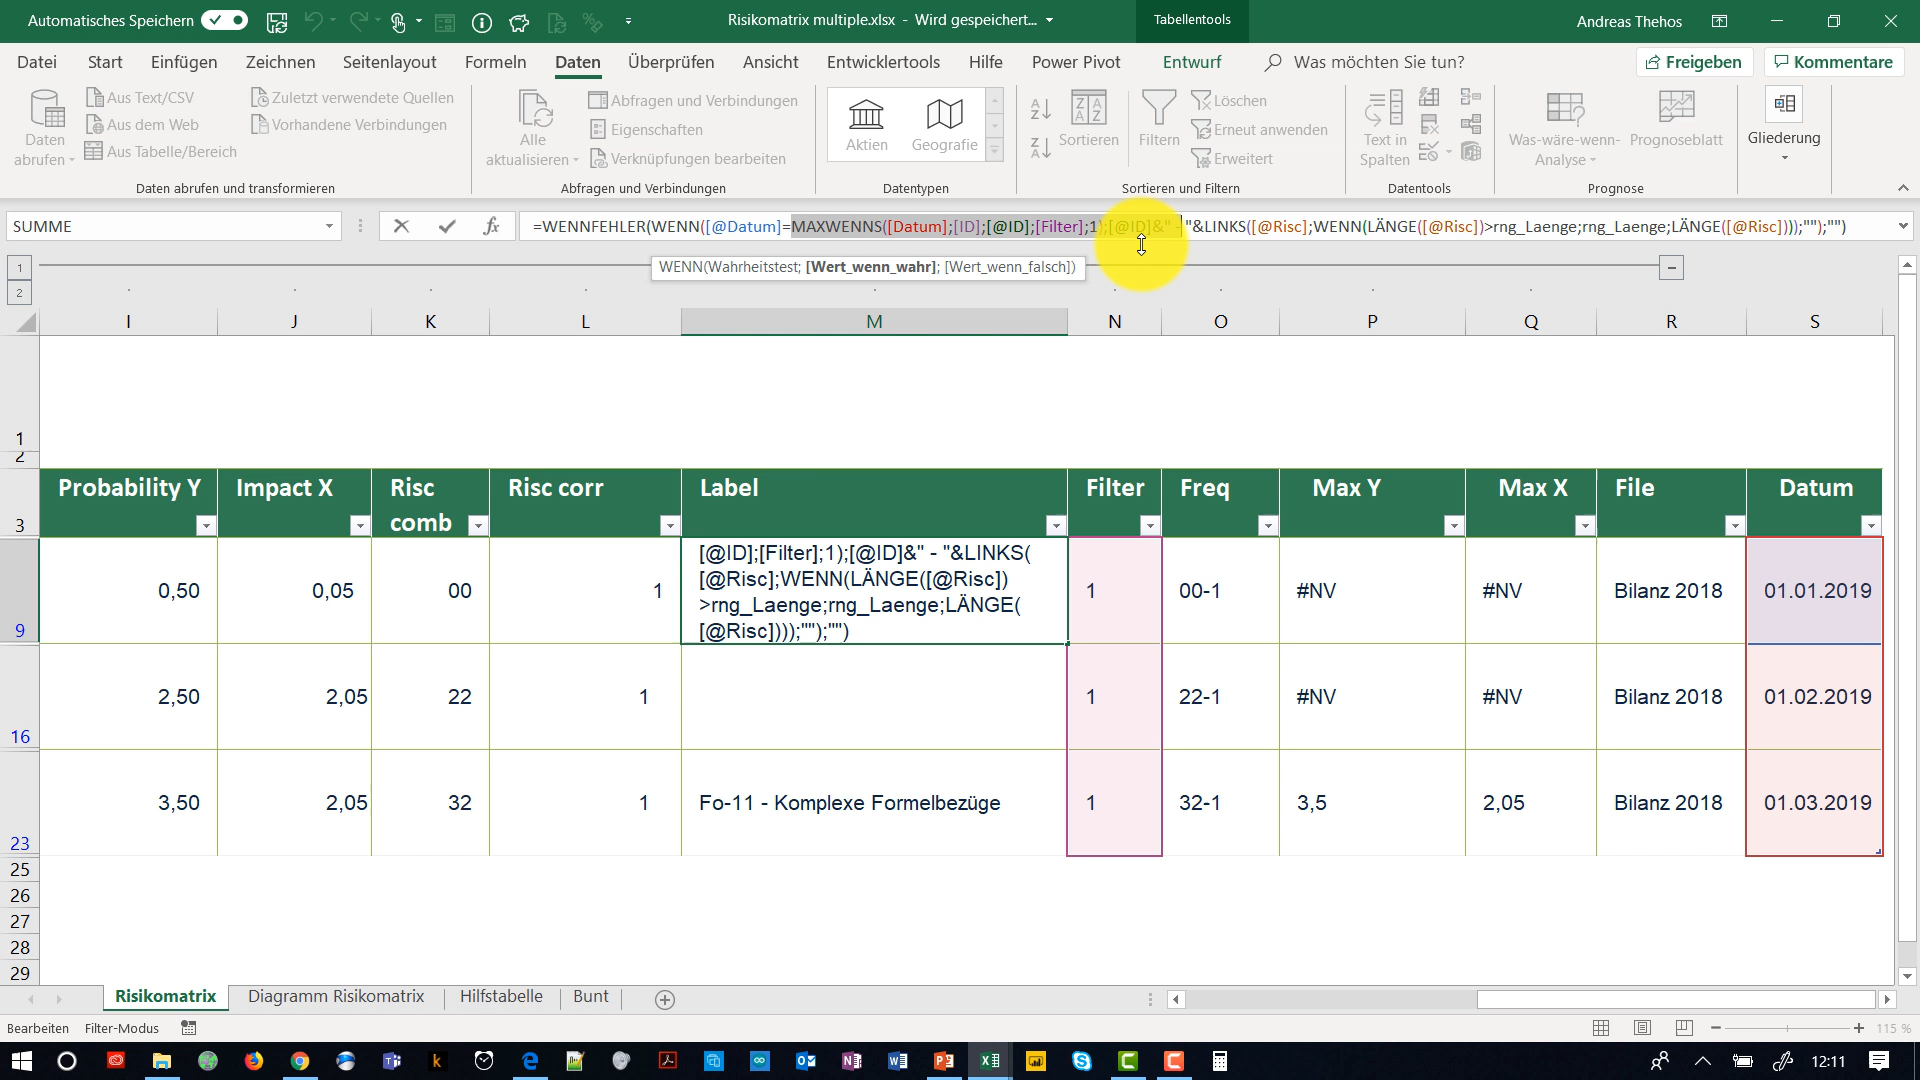 Automatisches Speichern
Risikomatrix multiple.xlsx - Wird gespeichert...
Tabellentools
Andreas Thehos
Datei Start Einfügen Zeichnen Seitenlayout Formeln Daten Überprüfen Ansicht Entwicklertools Hilfe Power Pivot Entwurf Was möchten Sie tun? Freigeben Kommentare
Daten abrufen
Aus Text/CSV
Aus dem Web
Aus Tabelle/Bereich
Zuletzt verwendete Quellen
Vorhandene Verbindungen
Alle aktualisieren
Abfragen und Verbindungen
Eigenschaften
Verknüpfungen bearbeiten
Aktien Geografie
Sortieren
Filtern
Löschen
Erneut anwenden
Erweitert
Text in Spalten
Was-wäre-wenn-Analyse
Prognoseblatt
Gliederung
Daten abrufen und transformieren Abfragen und Verbindungen Datentypen Sortieren und Filtern Datentools Prognose
SUMME
=WENNFEHLER(WENN([@Datum]=MAXWENNS([Datum];[ID];[@ID];[Filter];1);[@ID]&" - "&LINKS([@Risc];WENN(LÄNGE([@Risc])>rng_Laenge;rng_Laenge;LÄNGE([@Risc])));"");"")
WENN(Wahrheitstest; [Wert_wenn_wahr]; [Wert_wenn_falsch])
1
2
I J K L M N O P Q R S
1
2
3 Probability Y Impact X Risc comb Risc corr Label Filter Freq Max Y Max X File Datum
[@ID];[Filter];1);[@ID]&" - "&LINKS(
[@Risc];WENN(LÄNGE([@Risc])
>rng_Laenge;rng_Laenge;LÄNGE(
[@Risc])));"");"")
9 0,50 0,05 00 1 1 00-1 #NV #NV Bilanz 2018 01.01.2019
16 2,50 2,05 22 1 1 22-1 #NV #NV Bilanz 2018 01.02.2019
23 3,50 2,05 32 1 Fo-11 - Komplexe Formelbezüge 1 32-1 3,5 2,05 Bilanz 2018 01.03.2019
25
26
27
28
29
Risikomatrix Diagramm Risikomatrix Hilfstabelle Bunt
Bearbeiten Filter-Modus 115 %
12:11